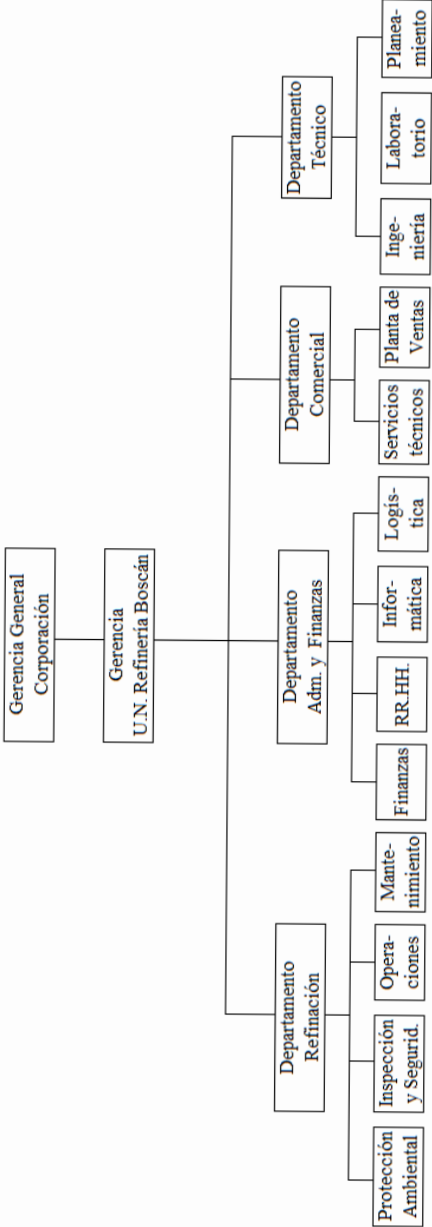 Gerencia General
Corporación
Gerencia
U.N. Refinería Boscán
Departamento
Refinación
Departamento
Adm. y Finanzas
Departamento
Comercial
Departamento
Técnico
Protección
Ambiental
Inspección
y Segurid.
Opera-
ciones
Mante-
nimiento
Finanzas
RR.HH.
Infor-
mática
Logís-
tica
Servicios
técnicos
Planta de
Ventas
Inge-
niería
Labora-
torio
Planea-
miento